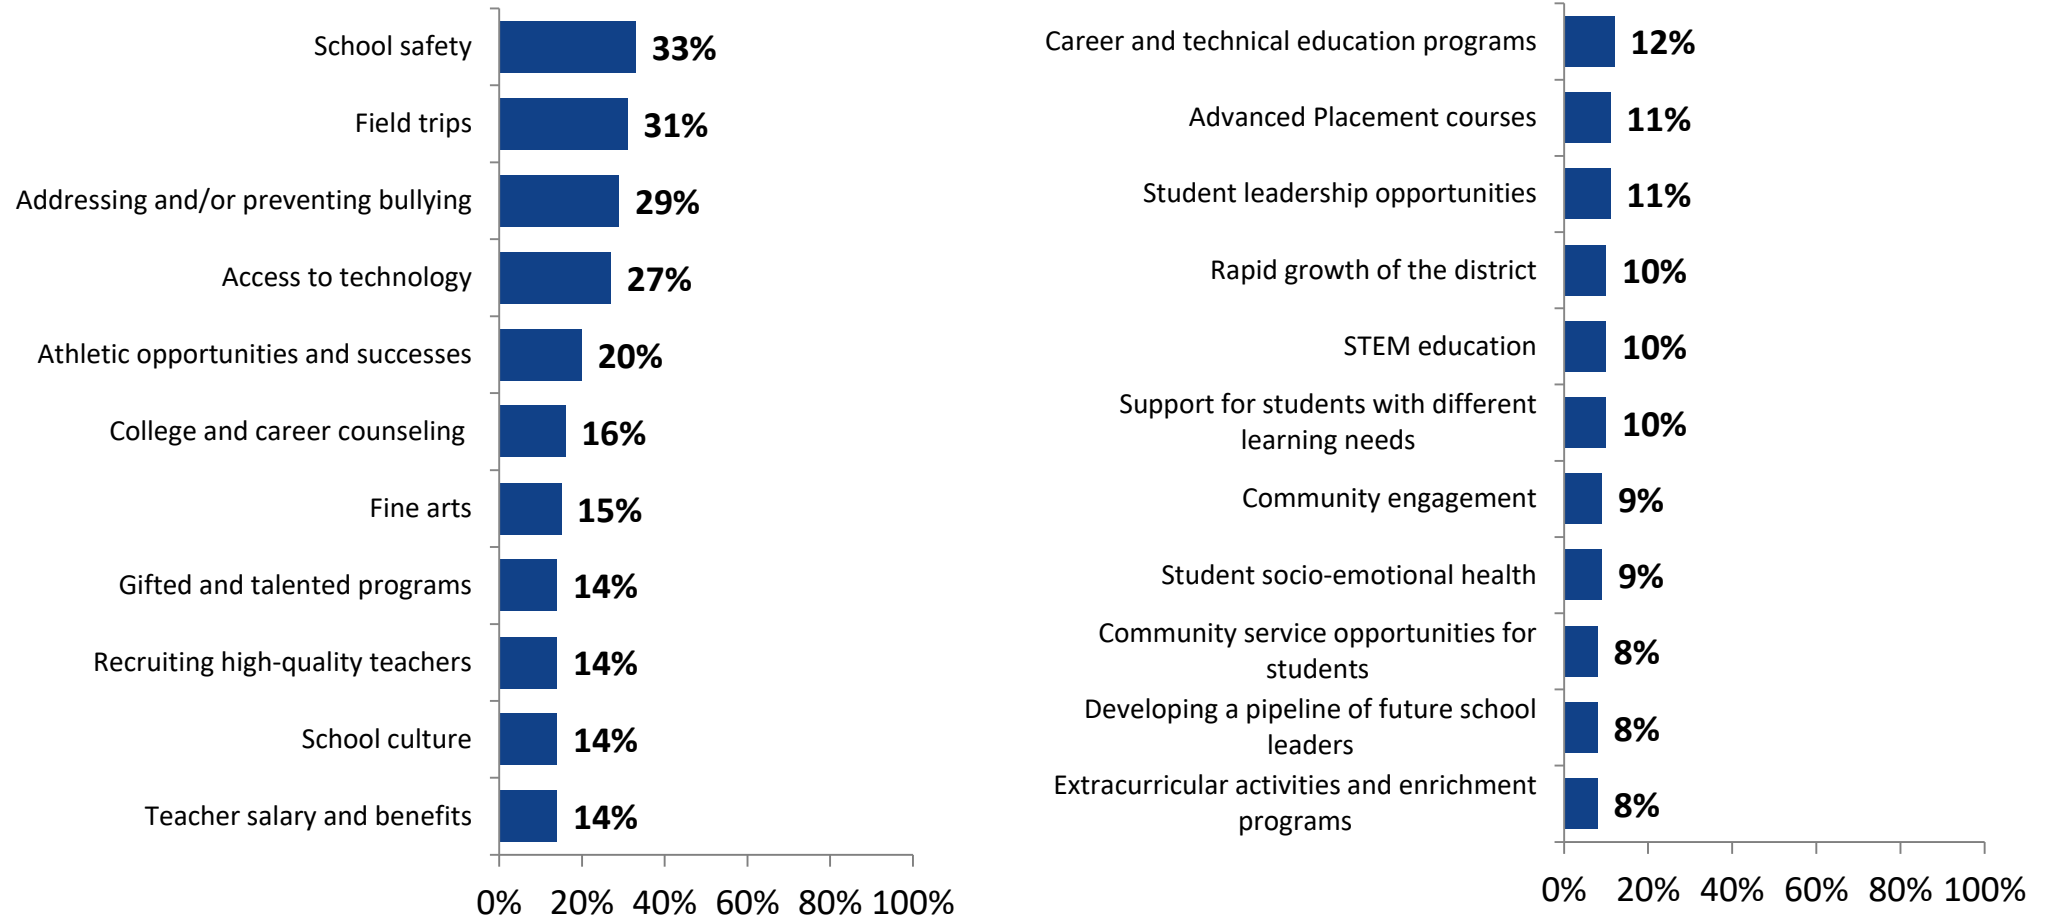 School safety 33%
Field trips 31%
Addressing and/or preventing bullying 29%
Access to technology 27%
Athletic opportunities and successes 20%
College and career counseling 16%
Fine arts 15%
Gifted and talented programs 14%
Recruiting high-quality teachers 14%
School culture 14%
Teacher salary and benefits 14%
0% 20% 40% 60% 80% 100%
Career and technical education programs 12%
Advanced Placement courses 11%
Student leadership opportunities 11%
Rapid growth of the district 10%
STEM education 10%
Support for students with different
learning needs 10%
Community engagement 9%
Student socio-emotional health 9%
Community service opportunities for
students 8%
Developing a pipeline of future school
leaders 8%
Extracurricular activities and enrichment
programs 8%
0% 20% 40% 60% 80% 100%